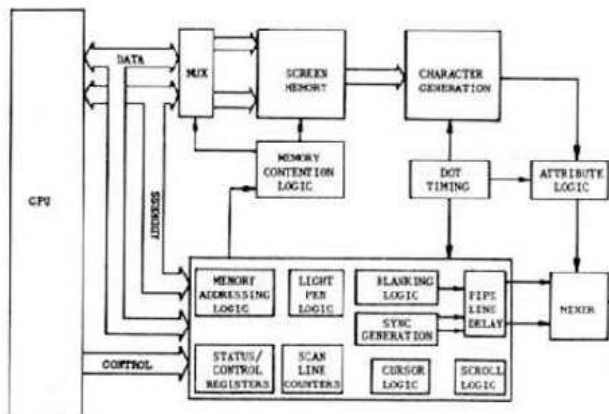 DATA
MUX
SCREEN
MEMORY
CHARACTER
GENERATION
CPU
ADDRESS
MEMORY
CONTENTION
LOGIC
DOT
TIMING
ATTRIBUTE
LOGIC
MEMORY
ADDRESSING
LOGIC
LIGHT
PEN
LOGIC
BLANKING
LOGIC
PIPE
LINE
DELAY
MIXER
SYNC
GENERATION
CONTROL
STATUS/
CONTROL
REGISTERS
SCAN
LINE
COUNTERS
CURSOR
LOGIC
SCROLL
LOGIC